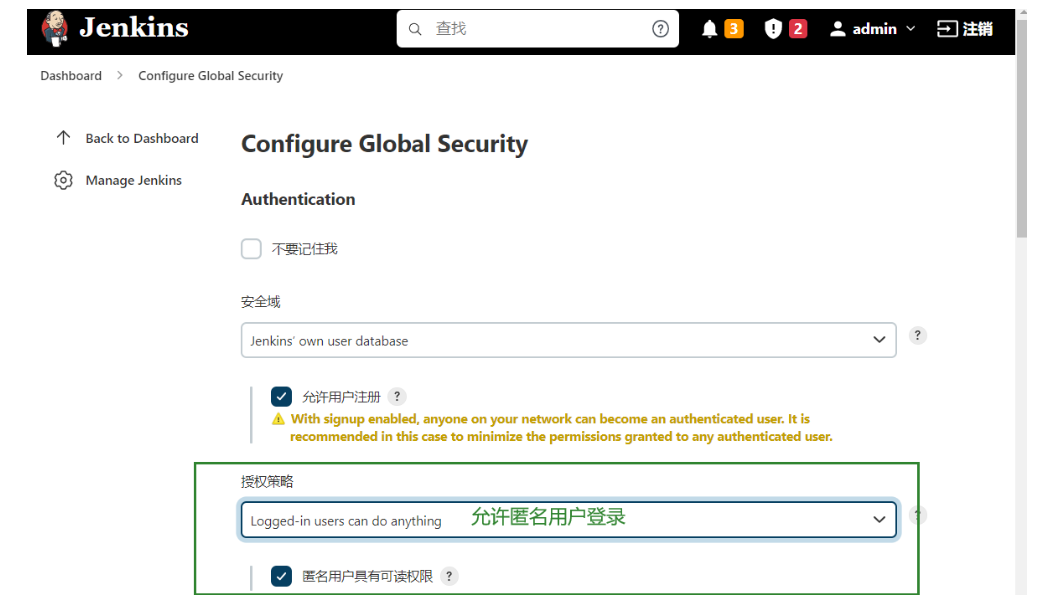 Jenkins 查找 3 2 admin 注销
Dashboard > Configure Global Security
Back to Dashboard
Manage Jenkins
Configure Global Security
Authentication
不要记住我
安全域
Jenkins' own user database ?
允许用户注册 ?
With signup enabled, anyone on your network can become an authenticated user. It is
recommended in this case to minimize the permissions granted to any authenticated user.
授权策略
Logged-in users can do anything 允许匿名用户登录 ?
匿名用户具有可读权限 ?